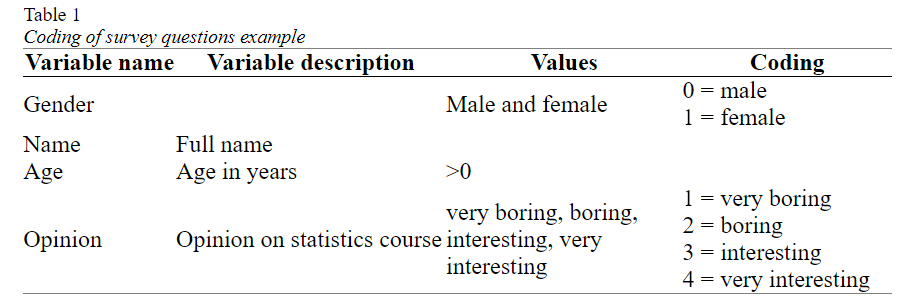 Table 1
Coding of survey questions example
Variable name Variable description Values Coding
Gender Male and female 0 = male
1 = female
Name Full name
Age Age in years >0
Opinion Opinion on statistics course very boring, boring,
interesting, very
interesting
1 = very boring
2 = boring
3 = interesting
4 = very interesting